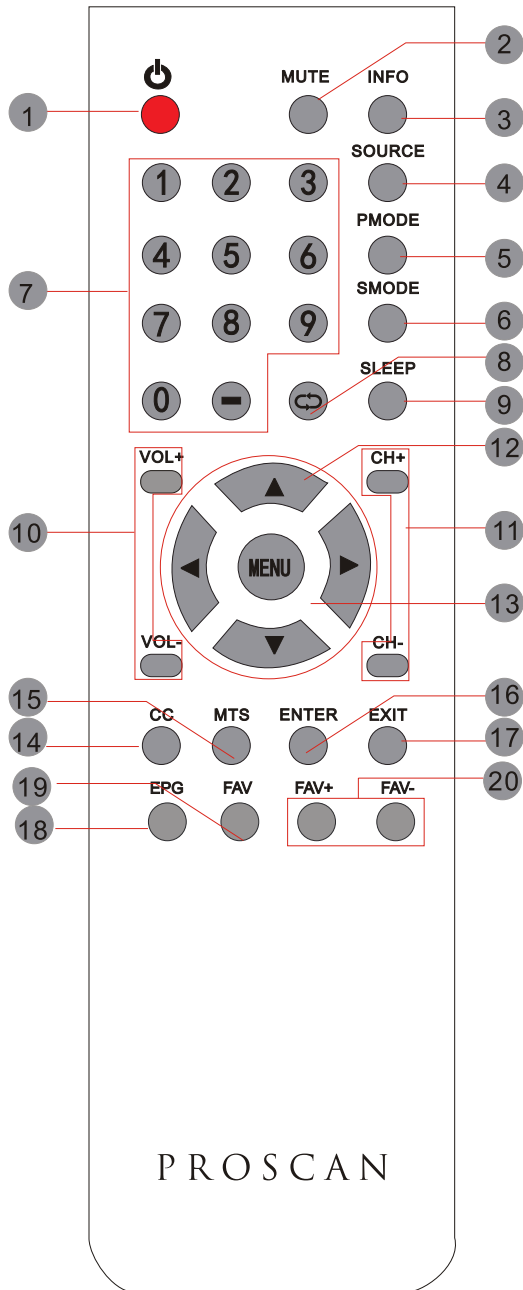 2
MUTE INFO
1
3
SOURCE
1 2 3
4
PMODE
4 5 6
5
7
SMODE
7 8 9
6
8
SLEEP
0 -
9
12
VOL+ CH+
10
11
MENU
13
VOL- CH-
15
16
CC MTS ENTER EXIT
14
17
19
EPG FAV FAV+ FAV-
20
18
PROSCAN